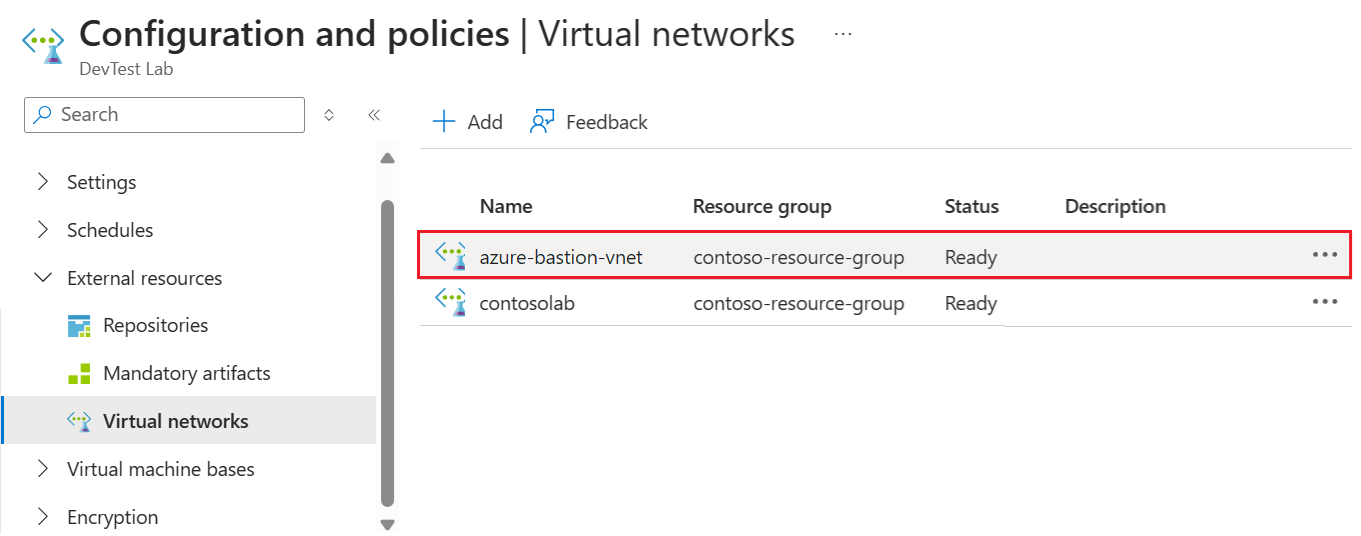 Configuration and policies | Virtual networks ...
DevTest Lab
Search
Settings
Schedules
External resources
Repositories
Mandatory artifacts
Virtual networks
Virtual machine bases
Encryption
Add Feedback
Name Resource group Status Description
azure-bastion-vnet contoso-resource-group Ready ...
contosolab contoso-resource-group Ready ...